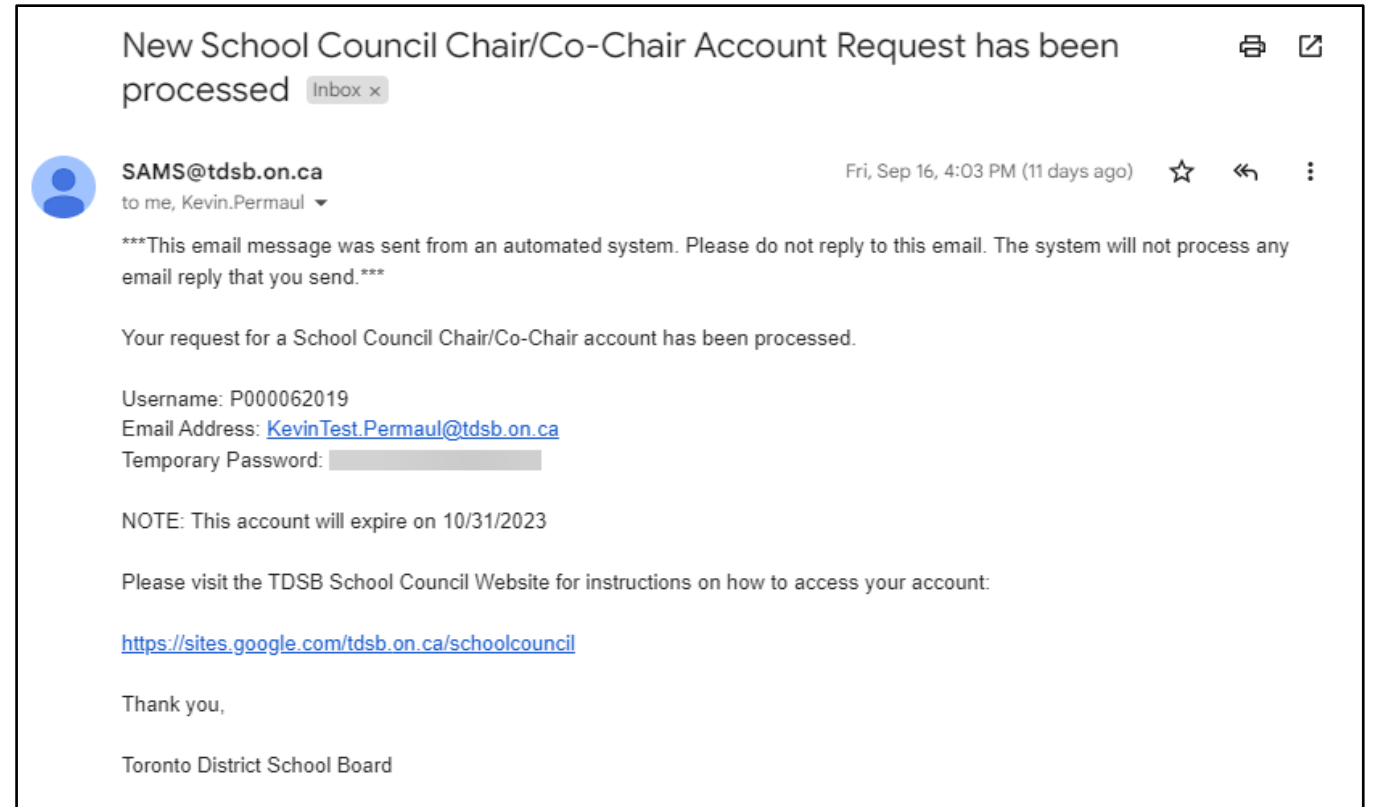 New School Council Chair/Co-Chair Account Request has been
processed Inbox ×
SAMS@tdsb.on.ca Fri, Sep 16, 4:03 PM (11 days ago)
to me, Kevin.Permaul
***This email message was sent from an automated system. Please do not reply to this email. The system will not process any
email reply that you send.***
Your request for a School Council Chair/Co-Chair account has been processed.
Username: P000062019
Email Address: KevinTest.Permaul@tdsb.on.ca
Temporary Password:
NOTE: This account will expire on 10/31/2023
Please visit the TDSB School Council Website for instructions on how to access your account:
https://sites.google.com/tdsb.on.ca/schoolcouncil
Thank you,
Toronto District School Board